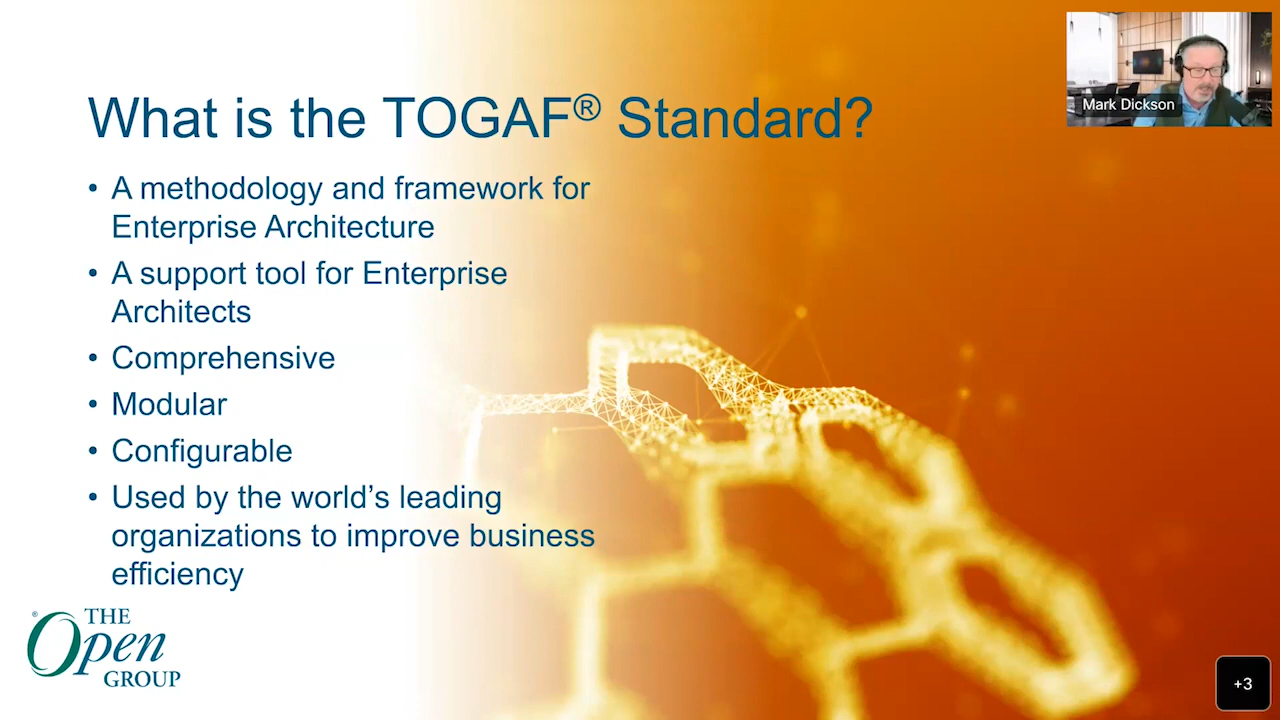 Mark Dickson
What is the TOGAF® Standard?
• A methodology and framework for
Enterprise Architecture
• A support tool for Enterprise
Architects
• Comprehensive
• Modular
• Configurable
• Used by the world’s leading
organizations to improve business
efficiency
® THE
Open
GROUP
+3